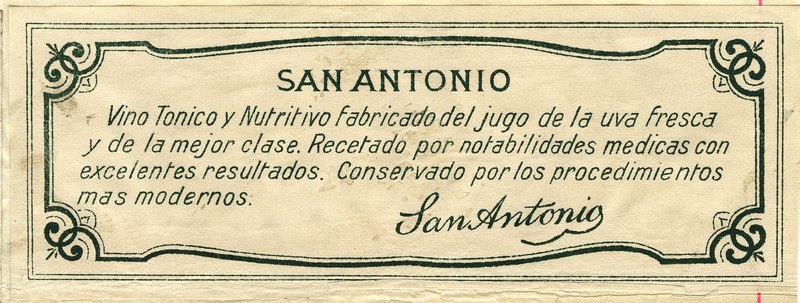 SAN ANTONIO
Vino Tonico y Nutritivo fabricado del jugo de la uva fresca
y de la mejor clase. Recetado por notabilidades medicas con
excelentes resultados. Conservado por los procedimientos
mas modernos.
San Antonio